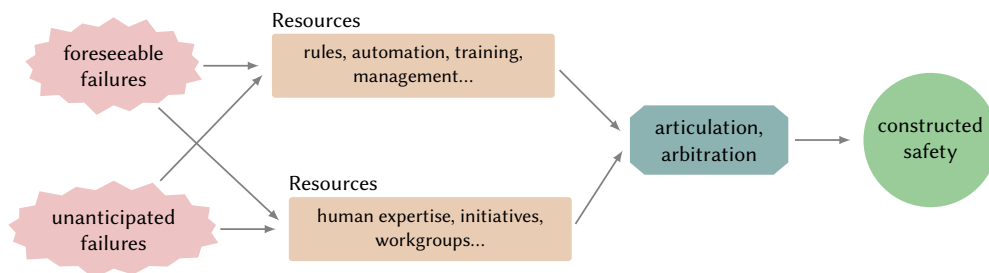 foreseeable
failures
Resources
rules, automation, training,
management...
unanticipated
failures
Resources
human expertise, initiatives,
workgroups...
articulation,
arbitration
constructed
safety